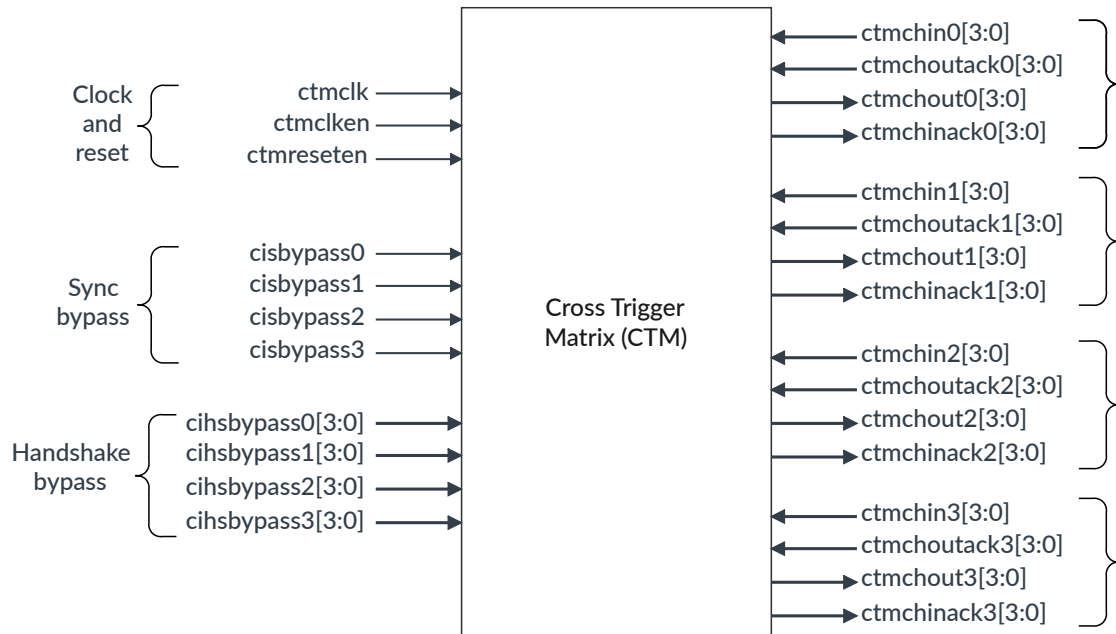 Clock
and
reset
ctmclk
ctmclken
ctmreseten
Sync
bypass
cisbypass0
cisbypass1
cisbypass2
cisbypass3
Handshake
bypass
cihsbypass0[3:0]
cihsbypass1[3:0]
cihsbypass2[3:0]
cihsbypass3[3:0]
Cross Trigger
Matrix (CTM)
ctmchin0[3:0]
ctmchoutack0[3:0]
ctmchout0[3:0]
ctmchinack0[3:0]
ctmchin1[3:0]
ctmchoutack1[3:0]
ctmchout1[3:0]
ctmchinack1[3:0]
ctmchin2[3:0]
ctmchoutack2[3:0]
ctmchout2[3:0]
ctmchinack2[3:0]
ctmchin3[3:0]
ctmchoutack3[3:0]
ctmchout3[3:0]
ctmchinack3[3:0]